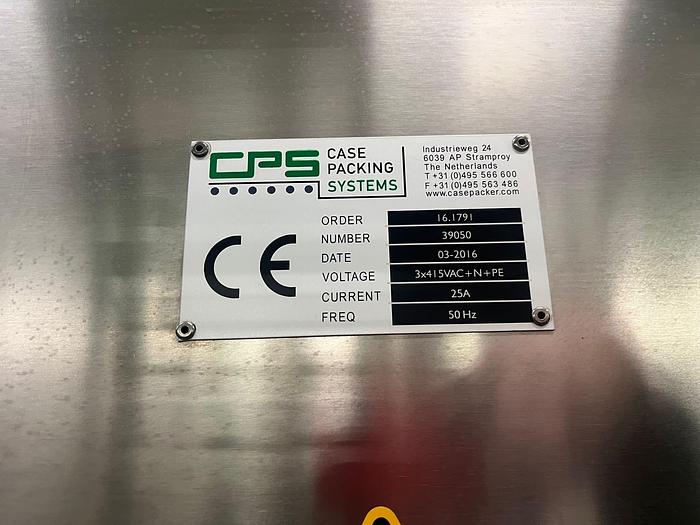 CPS CASE PACKING SYSTEMS
Industrieweg 24
6039 AP Stramproy
The Netherlands
T +31 (0)495 566 600
F +31 (0)495 563 486
www.casepacker.com
CE
ORDER 16.1791
NUMBER 39050
DATE 03-2016
VOLTAGE 3x415VAC+N+PE
CURRENT 25A
FREQ 50 Hz